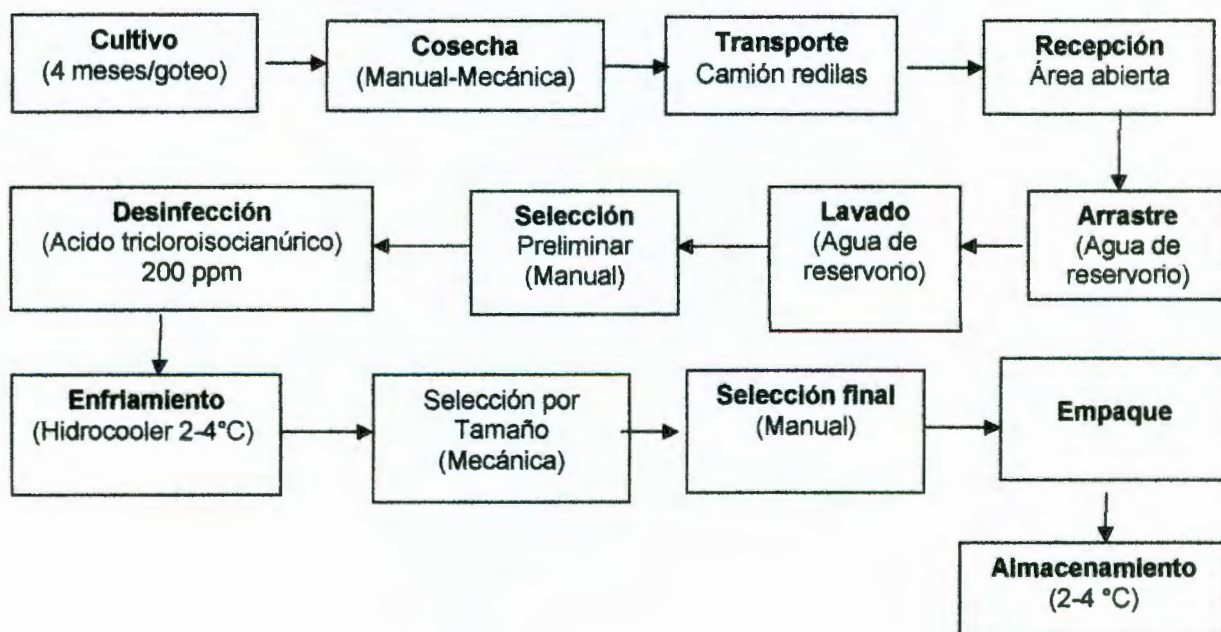 Cultivo
(4 meses/goteo)
Cosecha
(Manual-Mecánica)
Transporte
Camión redilas
Recepción
Área abierta
Arrastre
(Agua de
reservorio)
Lavado
(Agua de
reservorio)
Selección
Preliminar
(Manual)
Desinfección
(Acido tricloroisocianúrico)
200 ppm
Enfriamiento
(Hidrocooler 2-4°C)
Selección por
Tamaño
(Mecánica)
Selección final
(Manual)
Empaque
Almacenamiento
(2-4 °C)